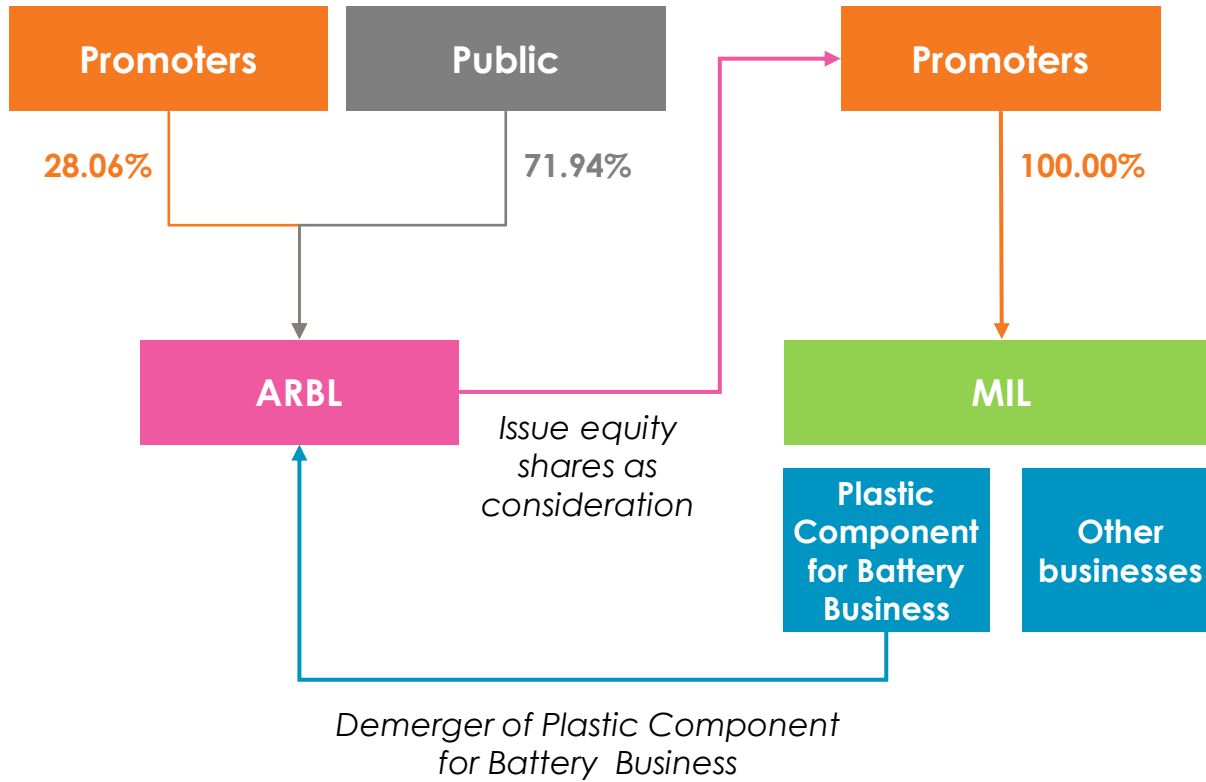 Promoters
Public
Promoters
28.06%
71.94%
100.00%
ARBL
MIL
Issue equity
shares as
consideration
Plastic
Component
for Battery
Business
Other
businesses
Demerger of Plastic Component
for Battery Business